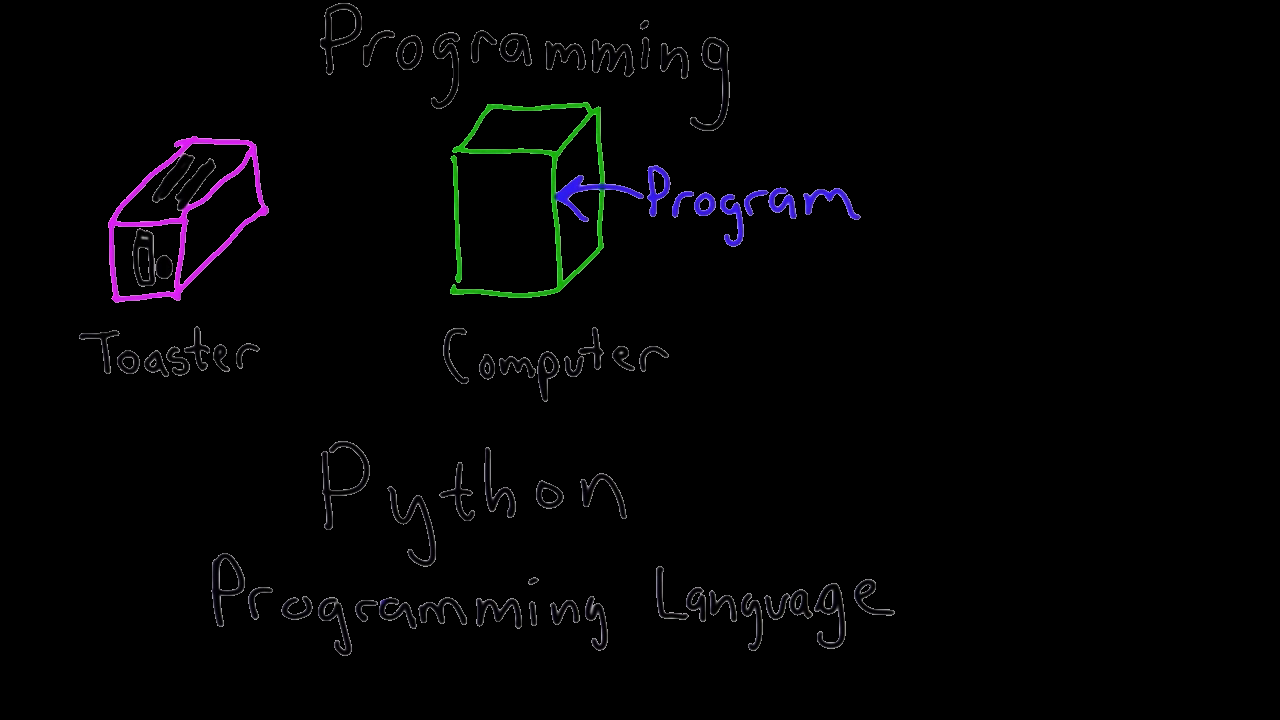 Programming
Program
Toaster
Computer
Python
Programming Language